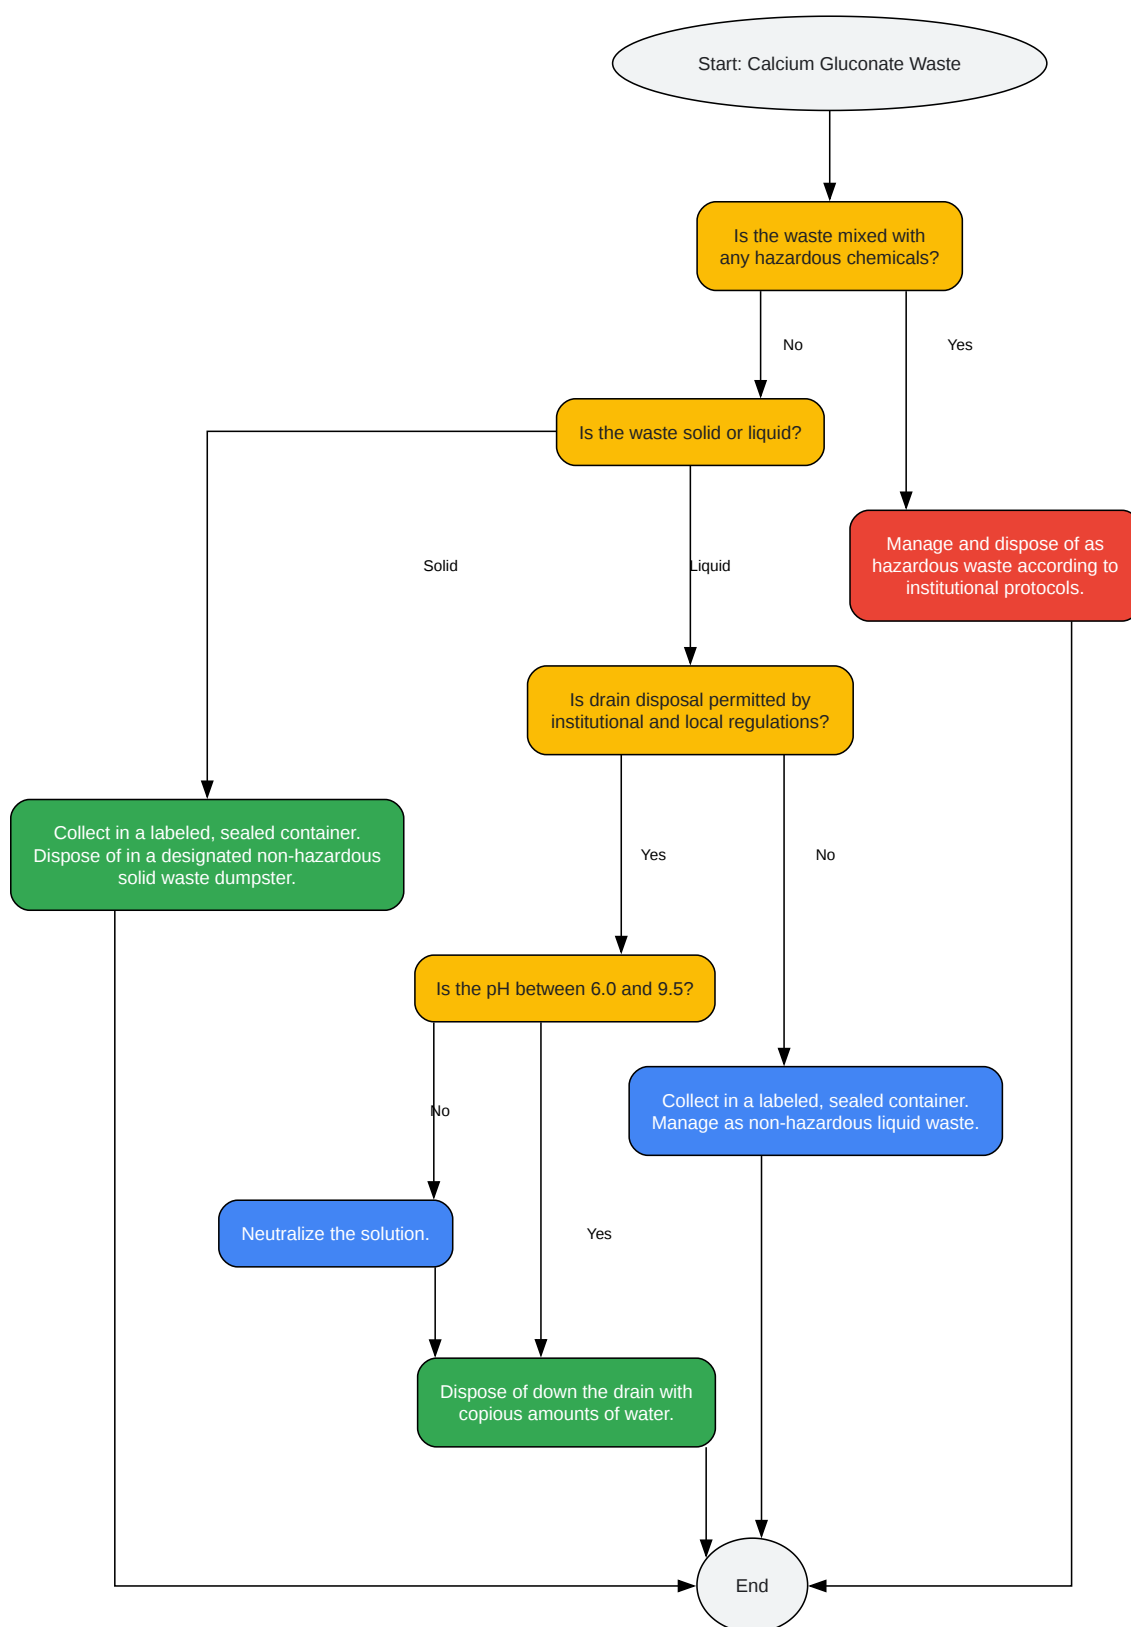 Start: Calcium Gluconate Waste
Is the waste mixed with
any hazardous chemicals?
No
Yes
Is the waste solid or liquid?
Manage and dispose of as
hazardous waste according to
institutional protocols.
Solid
Liquid
Is drain disposal permitted by
institutional and local regulations?
Collect in a labeled, sealed container.
Dispose of in a designated non-hazardous
solid waste dumpster.
Yes
No
Is the pH between 6.0 and 9.5?
Collect in a labeled, sealed container.
Manage as non-hazardous liquid waste.
No
Neutralize the solution.
Yes
Dispose of down the drain with
copious amounts of water.
End